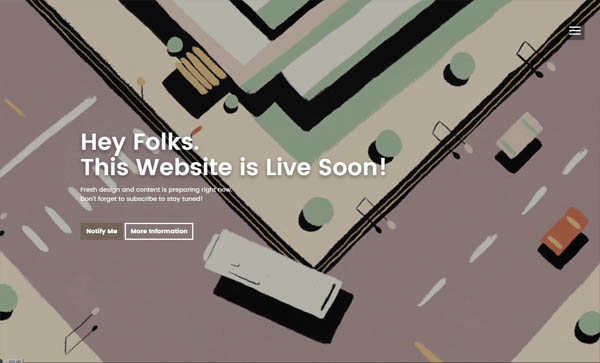 Hey Folks.
This Website is Live Soon!
Fresh design and content is preparing right now.
Don't forget to subscribe to stay tuned!
Notify Me
More Information